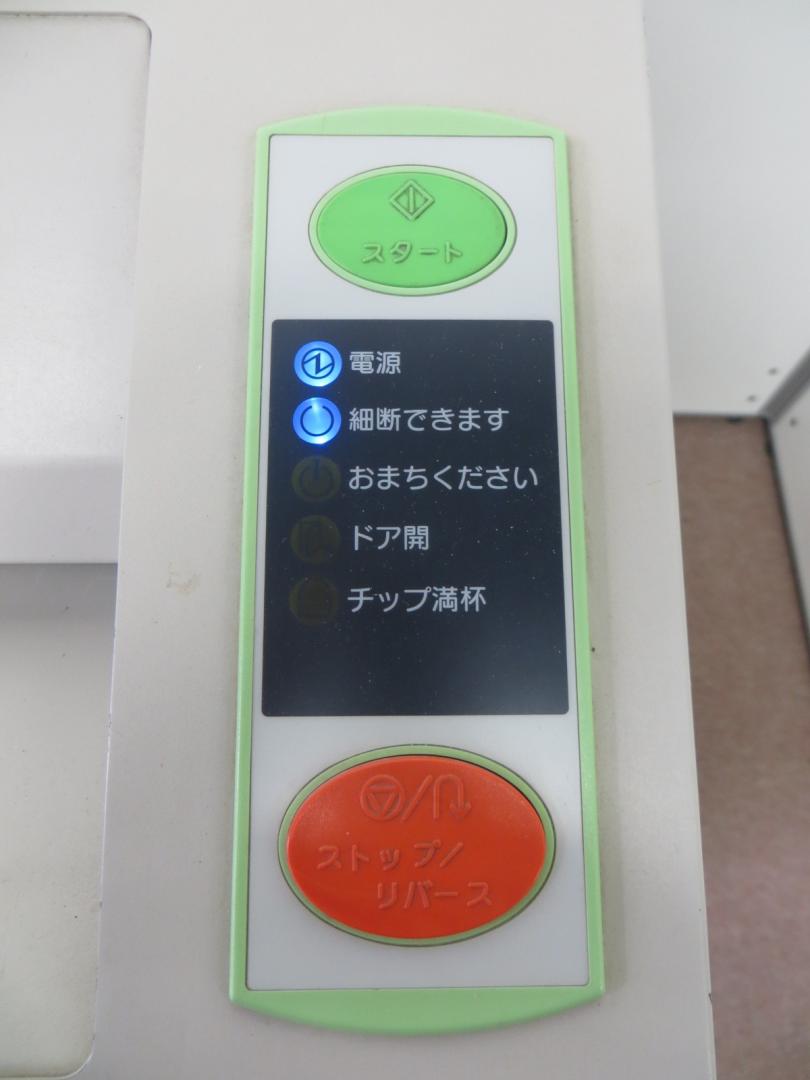 スタート
電源
細断できます
おまちください
ドア開
チップ満杯
ストップ/
リバース